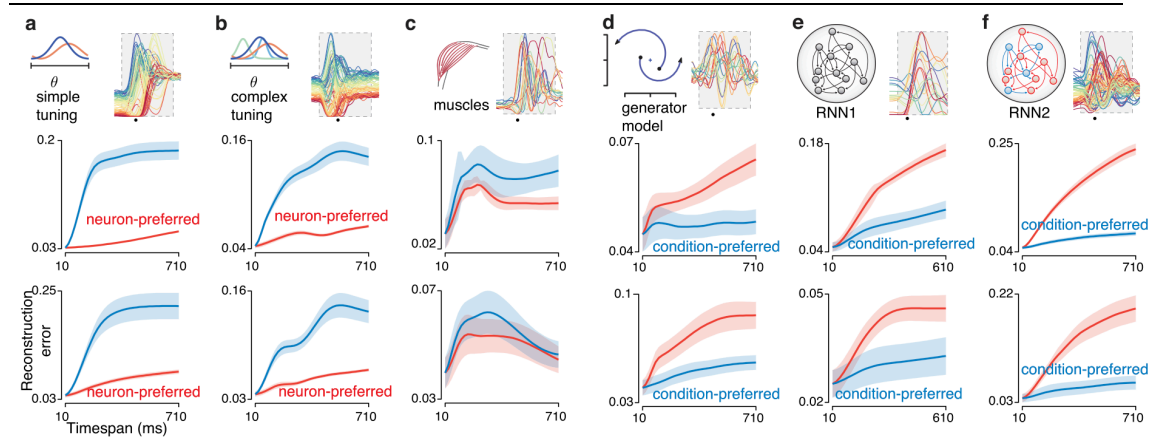 a
b
c
d
e
f
θ
simple
tuning
θ
complex
tuning
muscles
generator
model
RNN1
RNN2
0.2
neuron-preferred
0.03
10
710
0.16
neuron-preferred
0.04
10
710
0.1
0.02
10
710
0.07
condition-preferred
0.04
10
710
0.18
condition-preferred
0.04
10
610
0.25
condition-preferred
0.04
10
710
Reconstruction
error
0.25
neuron-preferred
0.03
10
710
Timespan (ms)
0.16
neuron-preferred
0.03
10
710
0.07
0.03
10
710
0.1
condition-preferred
0.03
10
710
0.05
condition-preferred
0.02
10
610
0.22
condition-preferred
0.03
10
710